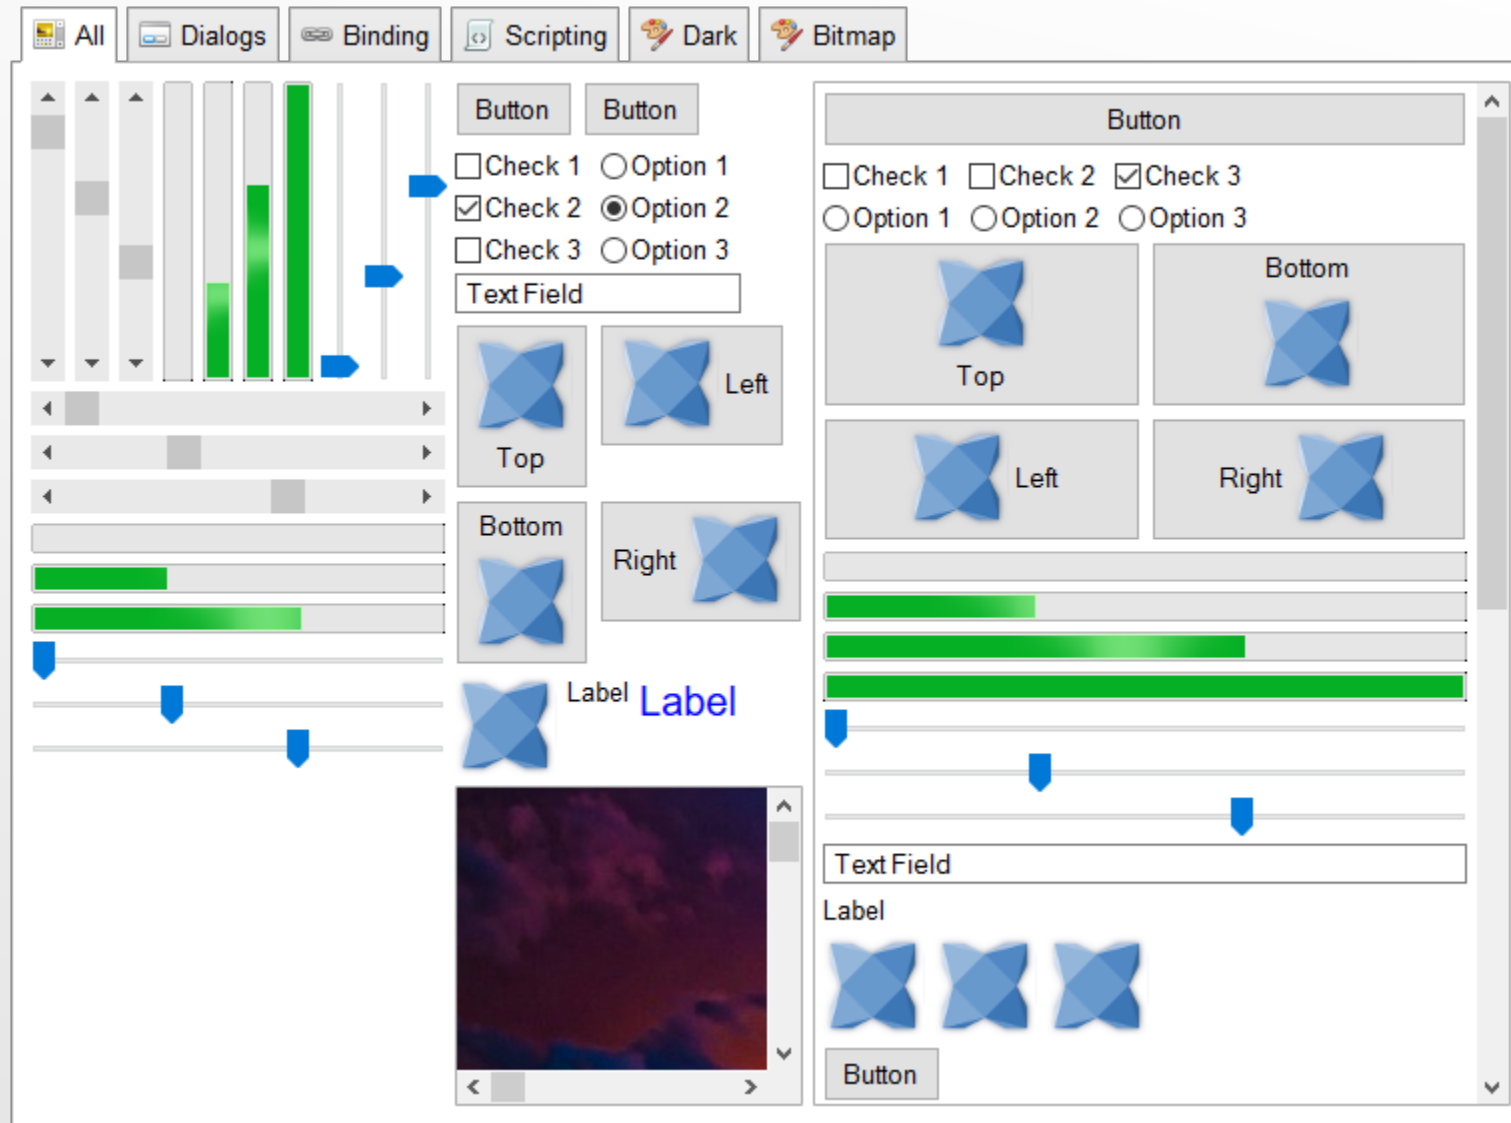 All Dialogs Binding Scripting Dark Bitmap
Button Button
Check 1 Option 1
Check 2 Option 2
Check 3 Option 3
Text Field
Top
Left
Bottom
Right
Label Label
Button
Check 1 Check 2 Check 3
Option 1 Option 2 Option 3
Top
Bottom
Left
Right
Text Field
Label
Button